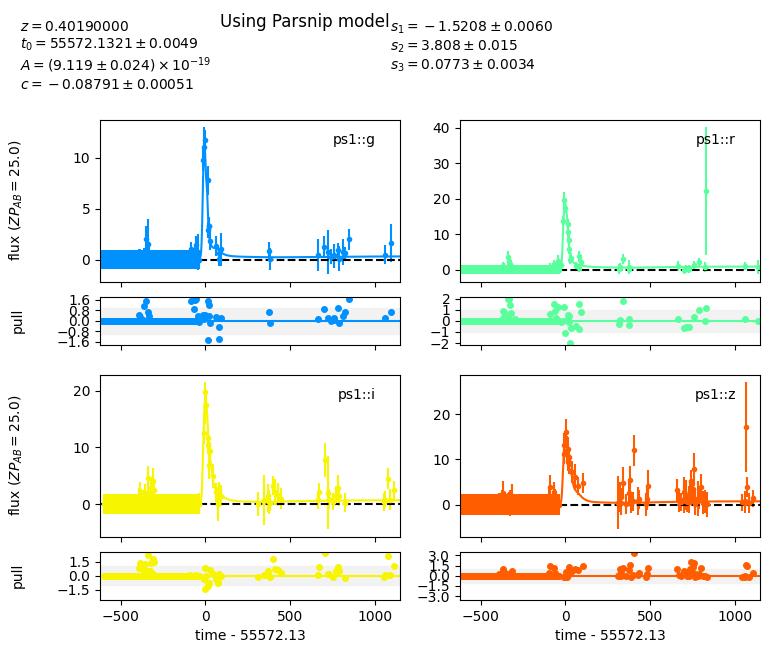 Using Parsnip model
z = 0.40190000
t₀ = 55572.1321 ± 0.0049
A = (9.119 ± 0.024) × 10⁻¹⁹
c = −0.08791 ± 0.00051
s₁ = −1.5208 ± 0.0060
s₂ = 3.808 ± 0.015
s₃ = 0.0773 ± 0.0034
flux (ZP_AB = 25.0)
10
5
0
ps1::g
40
30
20
10
0
ps1::r
pull
1.6
0.8
0.0
−0.8
−1.6
2
1
0
−1
−2
flux (ZP_AB = 25.0)
20
10
0
ps1::i
20
10
0
ps1::z
pull
1.5
0.0
−1.5
3.0
1.5
0.0
−1.5
−3.0
−500 0 500 1000
−500 0 500 1000
time - 55572.13
time - 55572.13